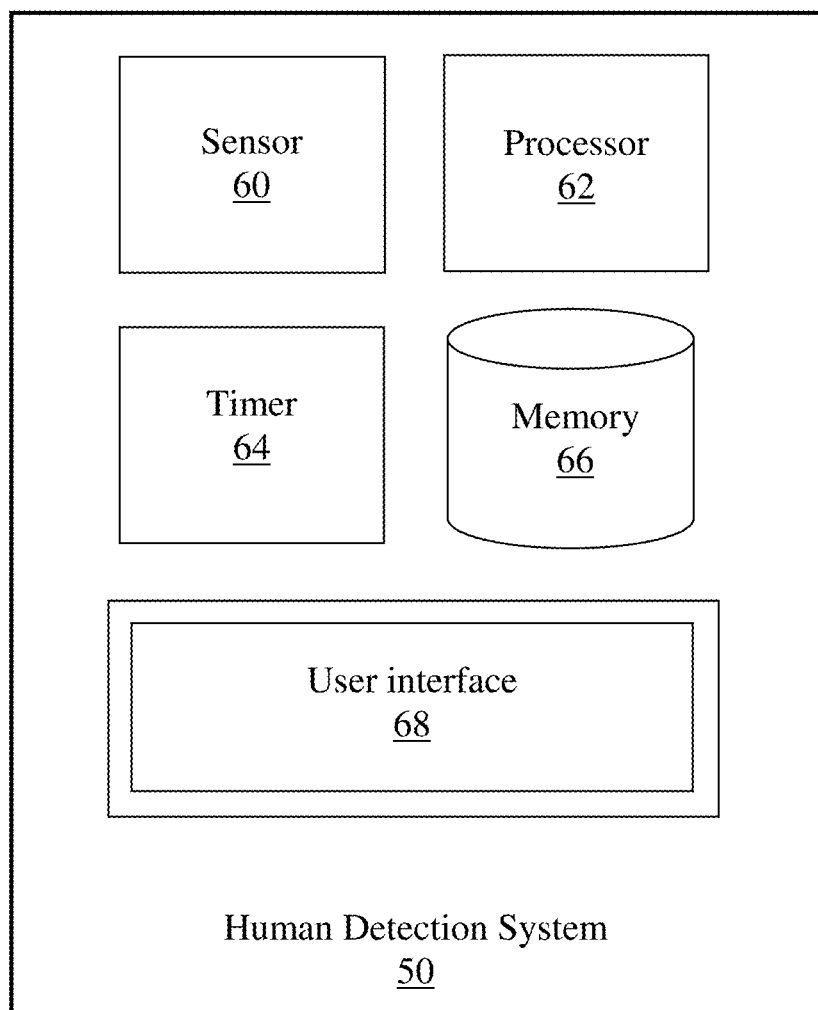 Sensor
60
Processor
62
Timer
64
Memory
66
User interface
68
Human Detection System
50